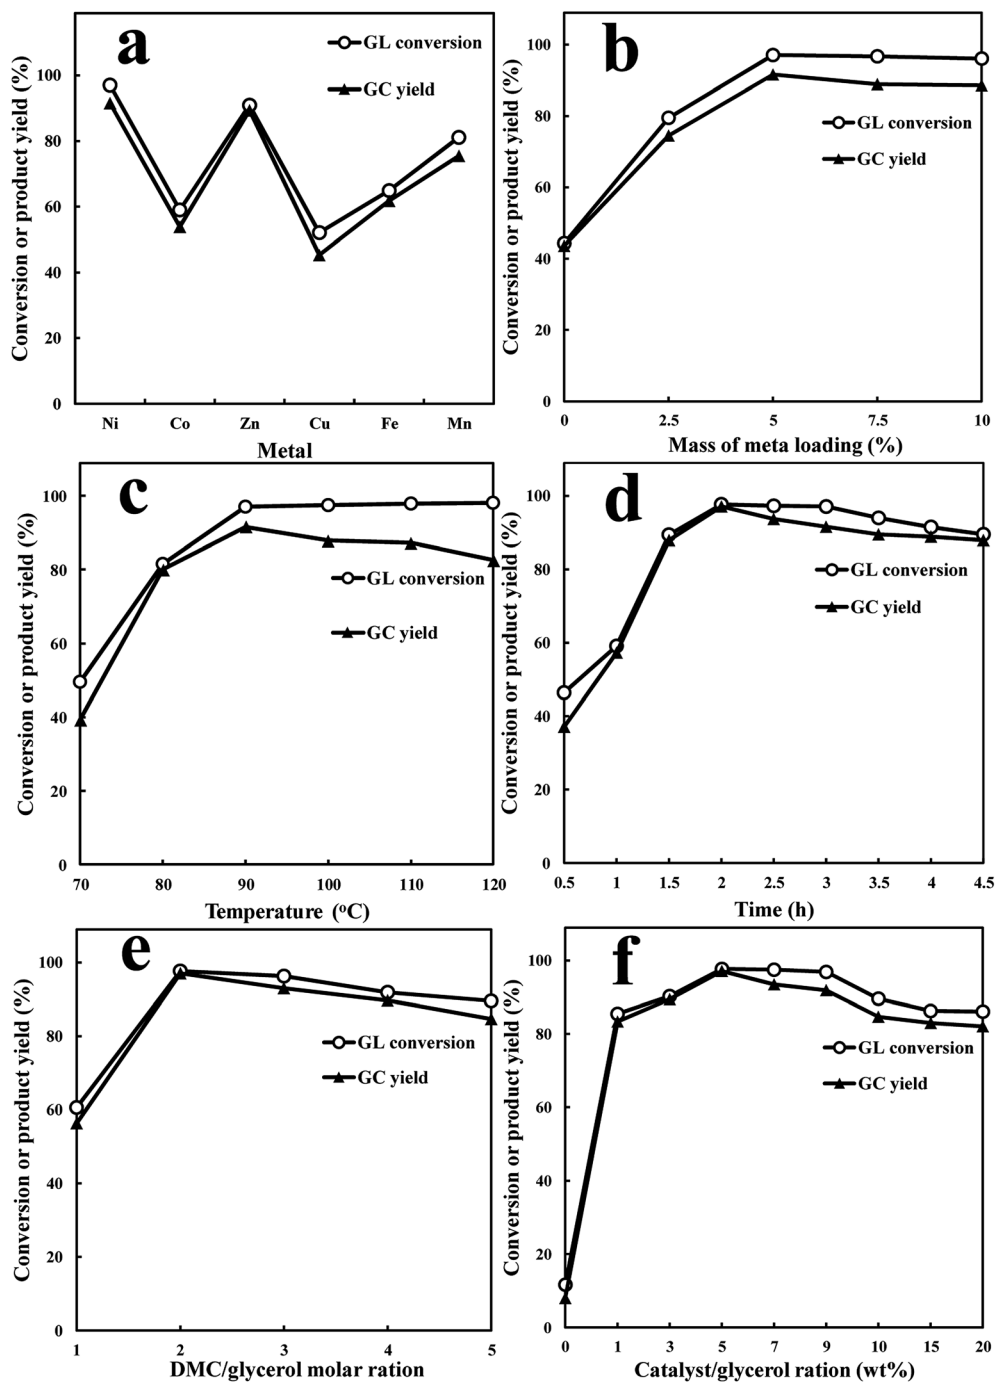 a
GL conversion
GC yield
Conversion or product yield (%)
100
80
60
40
20
0
Ni Co Zn Cu Fe Mn
Metal
b
GL conversion
GC yield
Conversion or product yield (%)
100
80
60
40
20
0
0 2.5 5 7.5 10
Mass of meta loading (%)
c
GL conversion
GC yield
Conversion or product yield (%)
100
80
60
40
20
0
70 80 90 100 110 120
Temperature (°C)
d
GL conversion
GC yield
Conversion or product yield (%)
100
80
60
40
20
0
0.5 1 1.5 2 2.5 3 3.5 4 4.5
Time (h)
e
GL conversion
GC yield
Conversion or product yield (%)
100
80
60
40
20
0
1 2 3 4 5
DMC/glycerol molar ration
f
GL conversion
GC yield
Conversion or product yield (%)
100
80
60
40
20
0
0 1 3 5 7 9 10 15 20
Catalyst/glycerol ration (wt%)